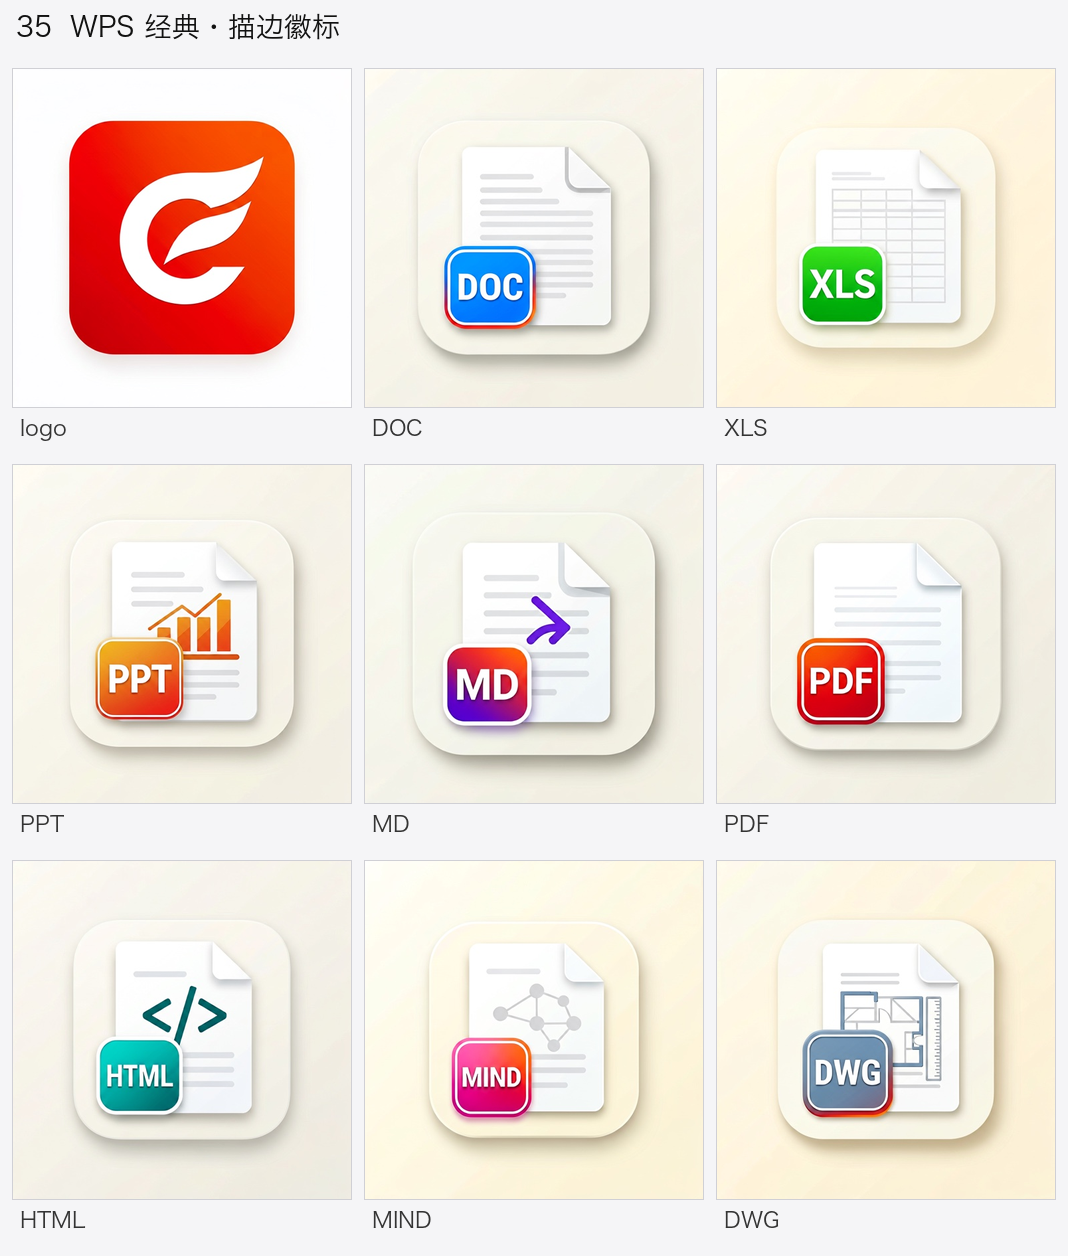 35 WPS 经典·描边徽标
logo
DOC
DOC
XLS
XLS
PPT
PPT
MD
MD
PDF
PDF
HTML
HTML
MIND
MIND
DWG
DWG